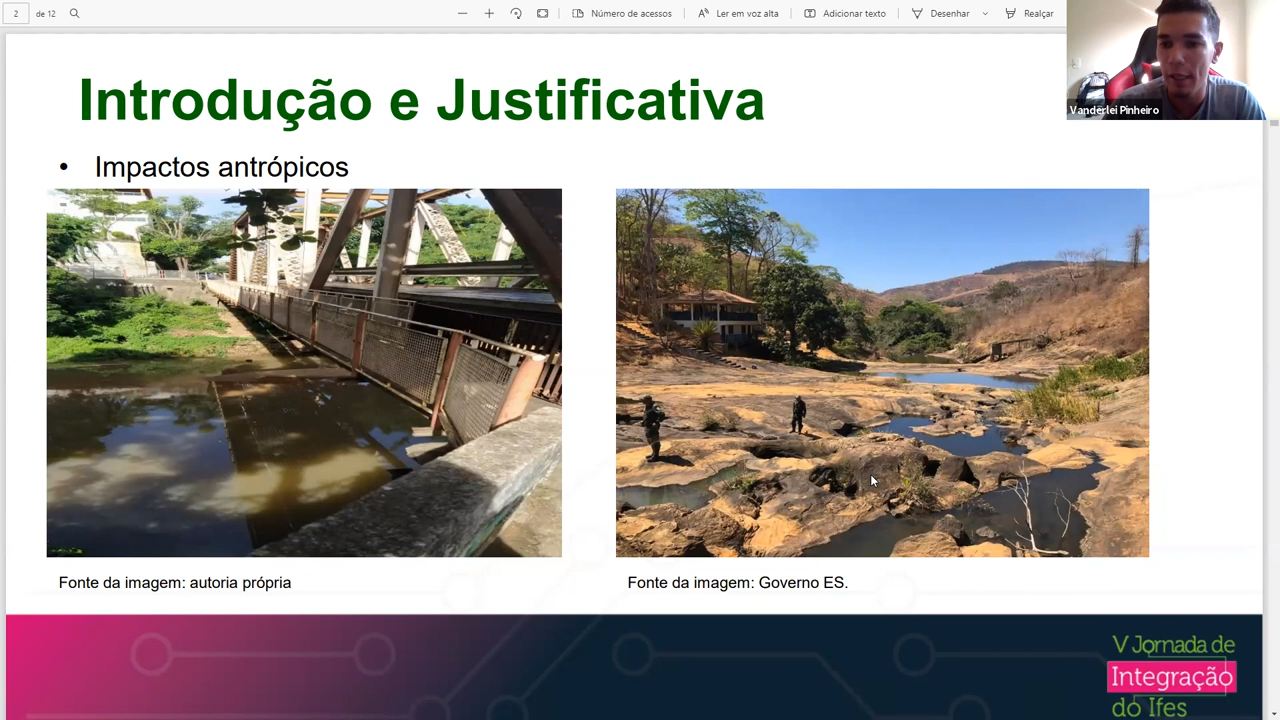 2 de 12 Número de acessos Ler em voz alta Adicionar texto Desenhar Realçar
Vanderlei Pinheiro
Introdução e Justificativa
• Impactos antrópicos
Fonte da imagem: autoria própria
Fonte da imagem: Governo ES.
V Jornada de
Integração
do Ifes